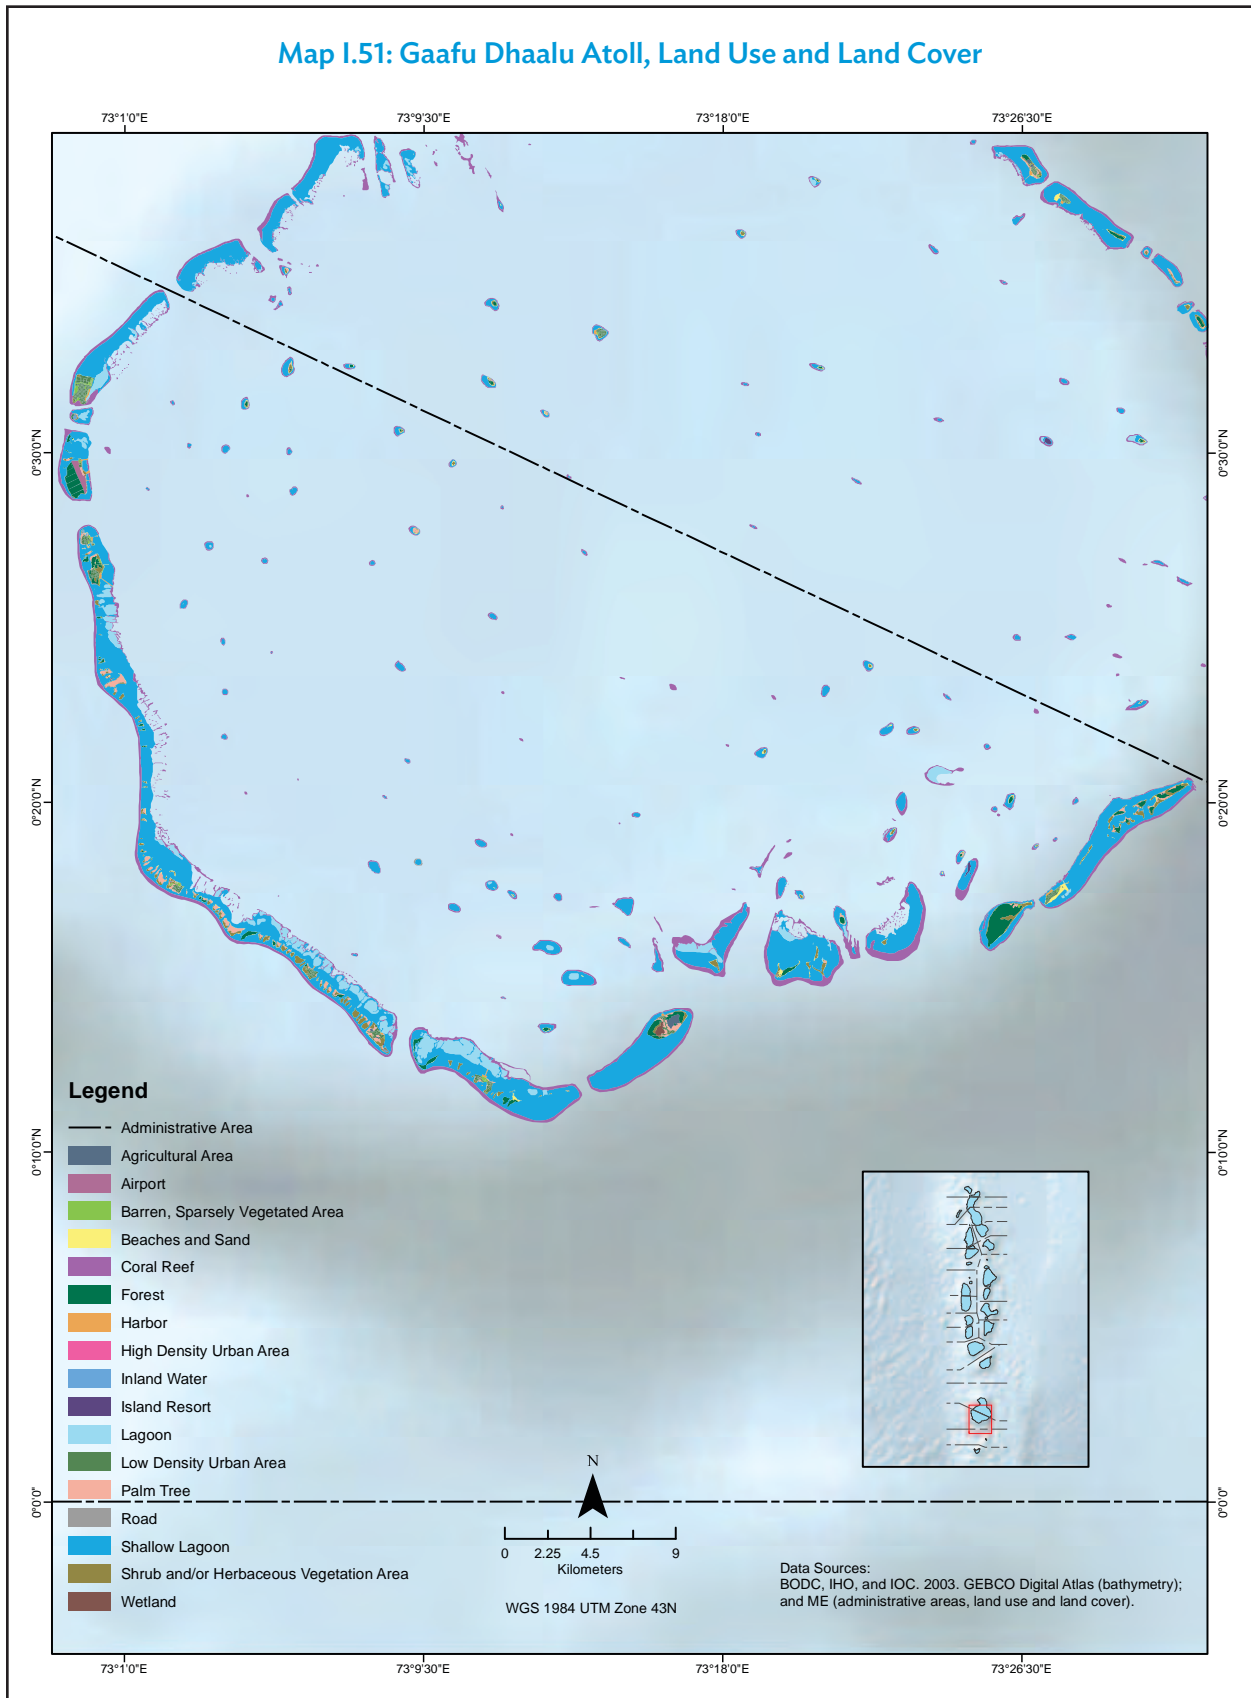 Map I.51: Gaafu Dhaalu Atoll, Land Use and Land Cover
73°1'0"E
73°9'30"E
73°18'0"E
73°26'30"E
0°30'0"N
0°30'0"N
0°20'0"N
0°20'0"N
0°10'0"N
0°10'0"N
0°0'0"
0°0'0"
Legend
Administrative Area
Agricultural Area
Airport
Barren, Sparsely Vegetated Area
Beaches and Sand
Coral Reef
Forest
Harbor
High Density Urban Area
Inland Water
Island Resort
Lagoon
Low Density Urban Area
Palm Tree
Road
Shallow Lagoon
Shrub and/or Herbaceous Vegetation Area
Wetland
N
0 2.25 4.5 9
Kilometers
WGS 1984 UTM Zone 43N
Data Sources:
BODC, IHO, and IOC. 2003. GEBCO Digital Atlas (bathymetry);
and ME (administrative areas, land use and land cover).
73°1'0"E
73°9'30"E
73°18'0"E
73°26'30"E